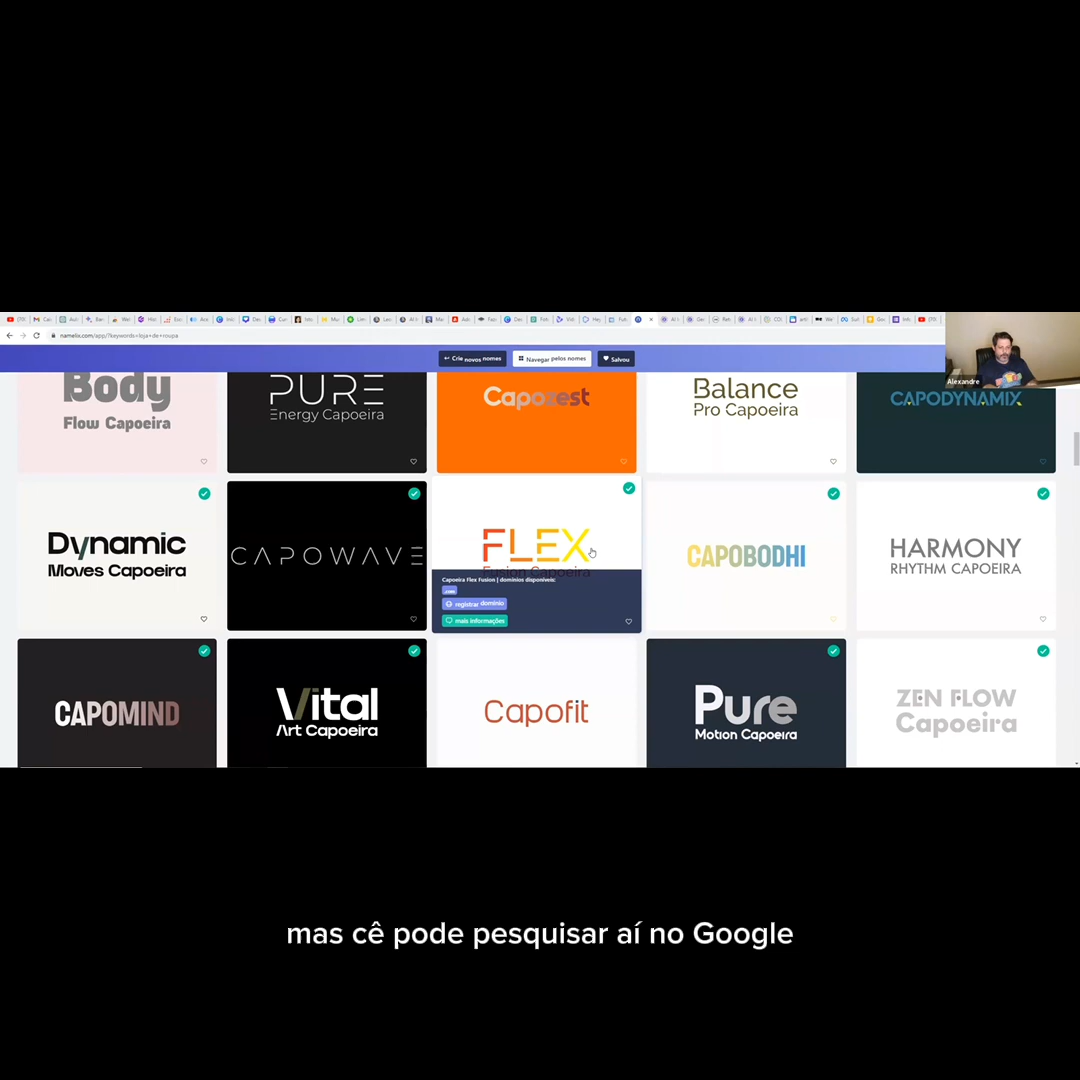 namelix.com/app/?keywords=loja+de+roupa
Crie novos nomes
Navegar pelos nomes
Salvou
Alexandre
Body
Flow Capoeira
PURE
Energy Capoeira
Capozest
Balance
Pro Capoeira
CAPODYNAMIX
Dynamic
Moves Capoeira
CAPOWAVE
FLEX
Fusion Capoeira
Capoeira Flex Fusion | domínios disponíveis:
.com
registrar domínio
mais informações
CAPOBODHI
HARMONY
RHYTHM CAPOEIRA
CAPOMIND
Vital
Art Capoeira
Capofit
Pure
Motion Capoeira
ZEN FLOW
Capoeira
mas cê pode pesquisar aí no Google